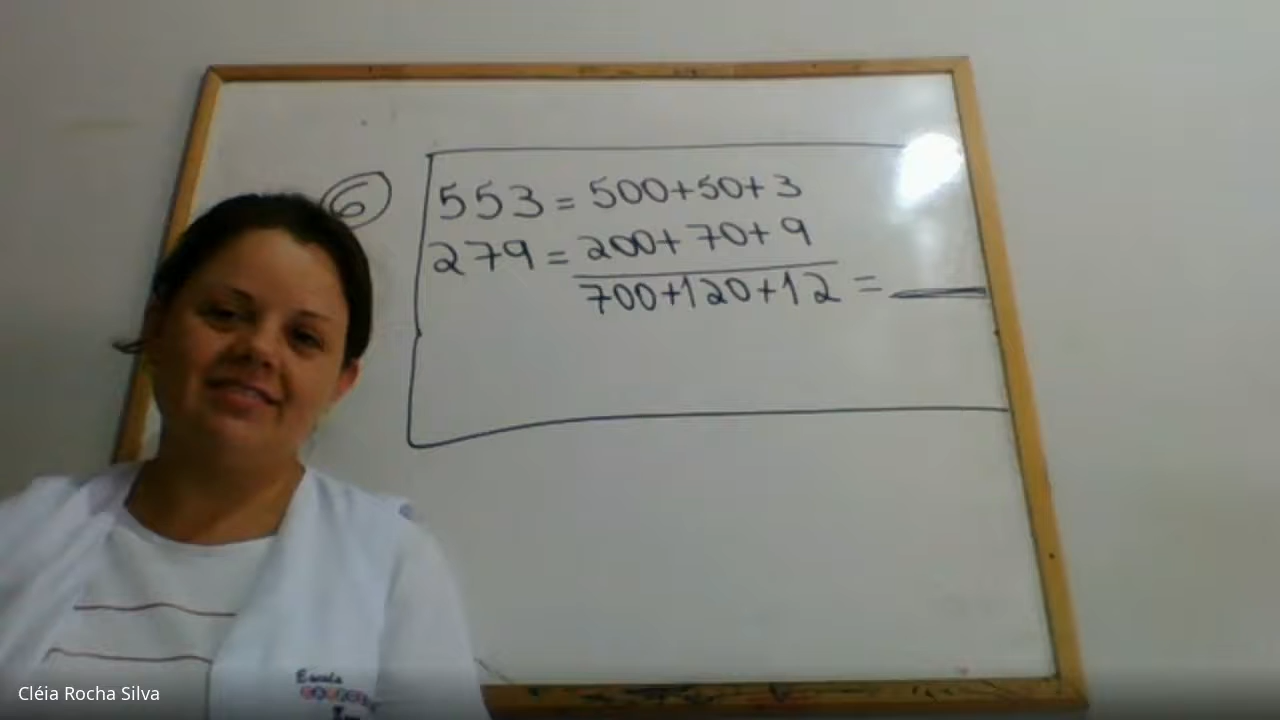 6
553 = 500+50+3
279 = 200+70+9
700+120+12 =
Escola
Cléia Rocha Silva